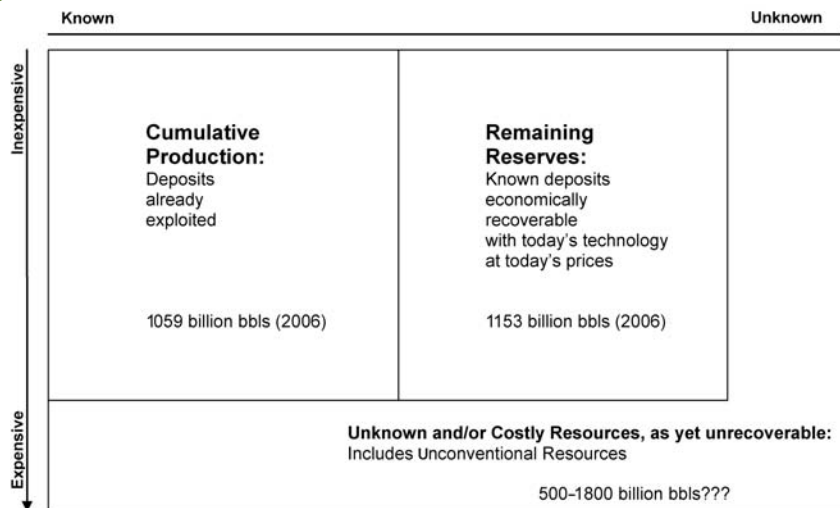 Known
Unknown
Inexpensive
Cumulative
Production:
Deposits
already
exploited
1059 billion bbls (2006)
Remaining
Reserves:
Known deposits
economically
recoverable
with today's technology
at today's prices
1153 billion bbls (2006)
Expensive
Unknown and/or Costly Resources, as yet unrecoverable:
Includes Unconventional Resources
500–1800 billion bbls???